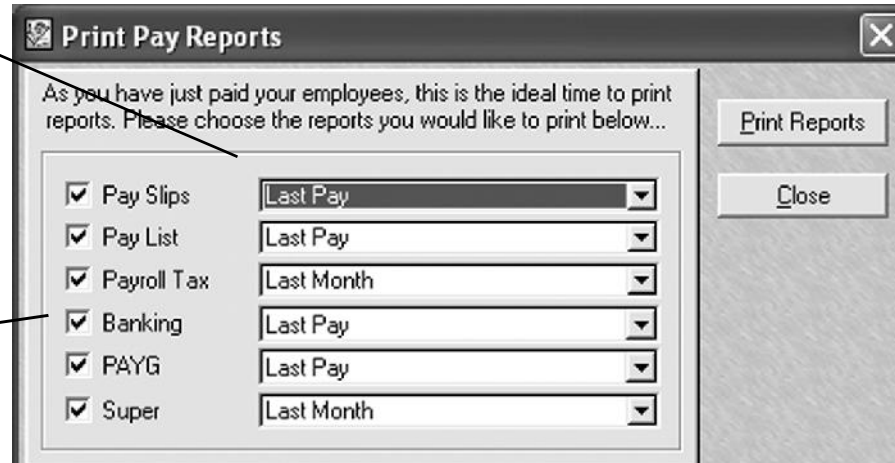 Print Pay Reports
As you have just paid your employees, this is the ideal time to print
reports. Please choose the reports you would like to print below...
Print Reports
Close
Pay Slips Last Pay
Pay List Last Pay
Payroll Tax Last Month
Banking Last Pay
PAYG Last Pay
Super Last Month